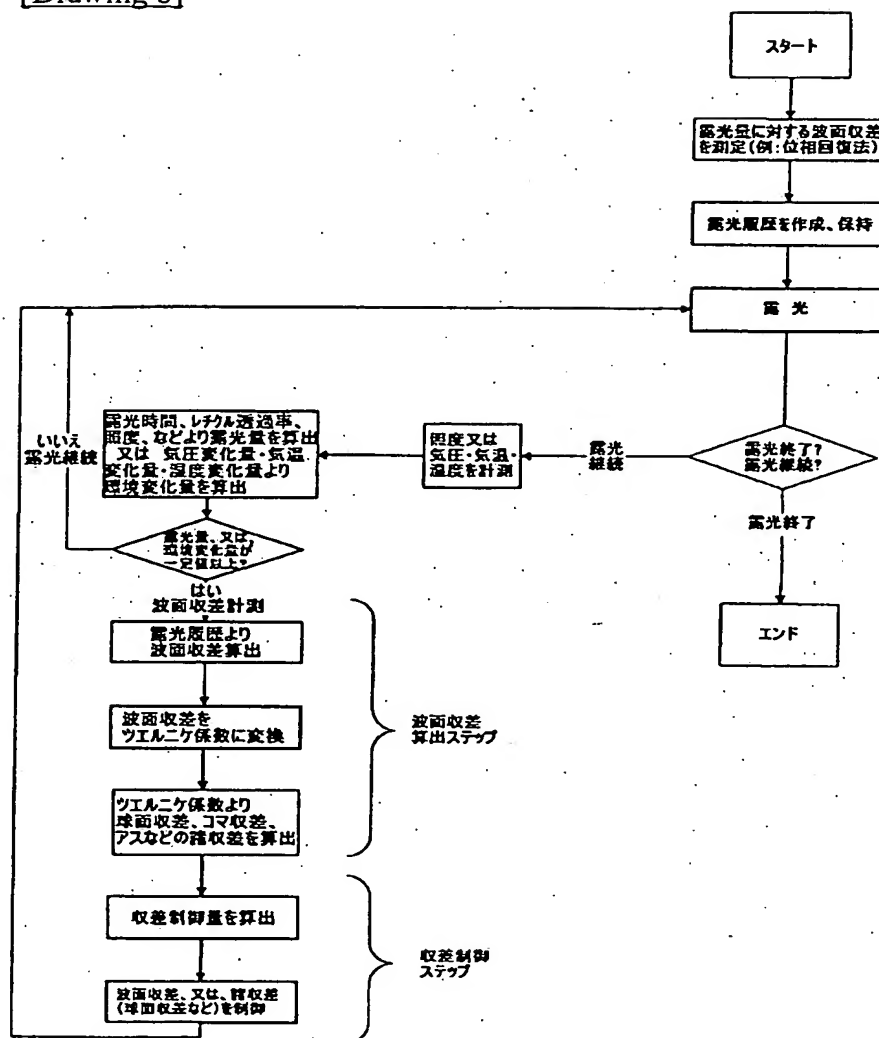 [Drawing
スタート
露光量に対する波面収差
を測定(例:位相回復法)
露光履歴を作成、保持
露 光
露光終了?
露光継続?
露光終了
エンド
露光
継続
照度又は
気圧・気温・
湿度を計測
露光時間、レチクル透過率、
照度、などより露光量を算出
又は 気圧変化量・気温
変化量・湿度変化量より
環境変化量を算出
いいえ
露光継続
露光量、又は、
環境変化量が
一定値以上?
はい
波面収差計測
露光履歴より
波面収差算出
波面収差を
ツエルニケ係数に変換
ツエルニケ係数より
球面収差、コマ収差、
アスなどの諸収差を算出
波面収差
算出ステップ
収差制御量を算出
波面収差、又は、諸収差
(球面収差など)を制御
収差制御
ステップ